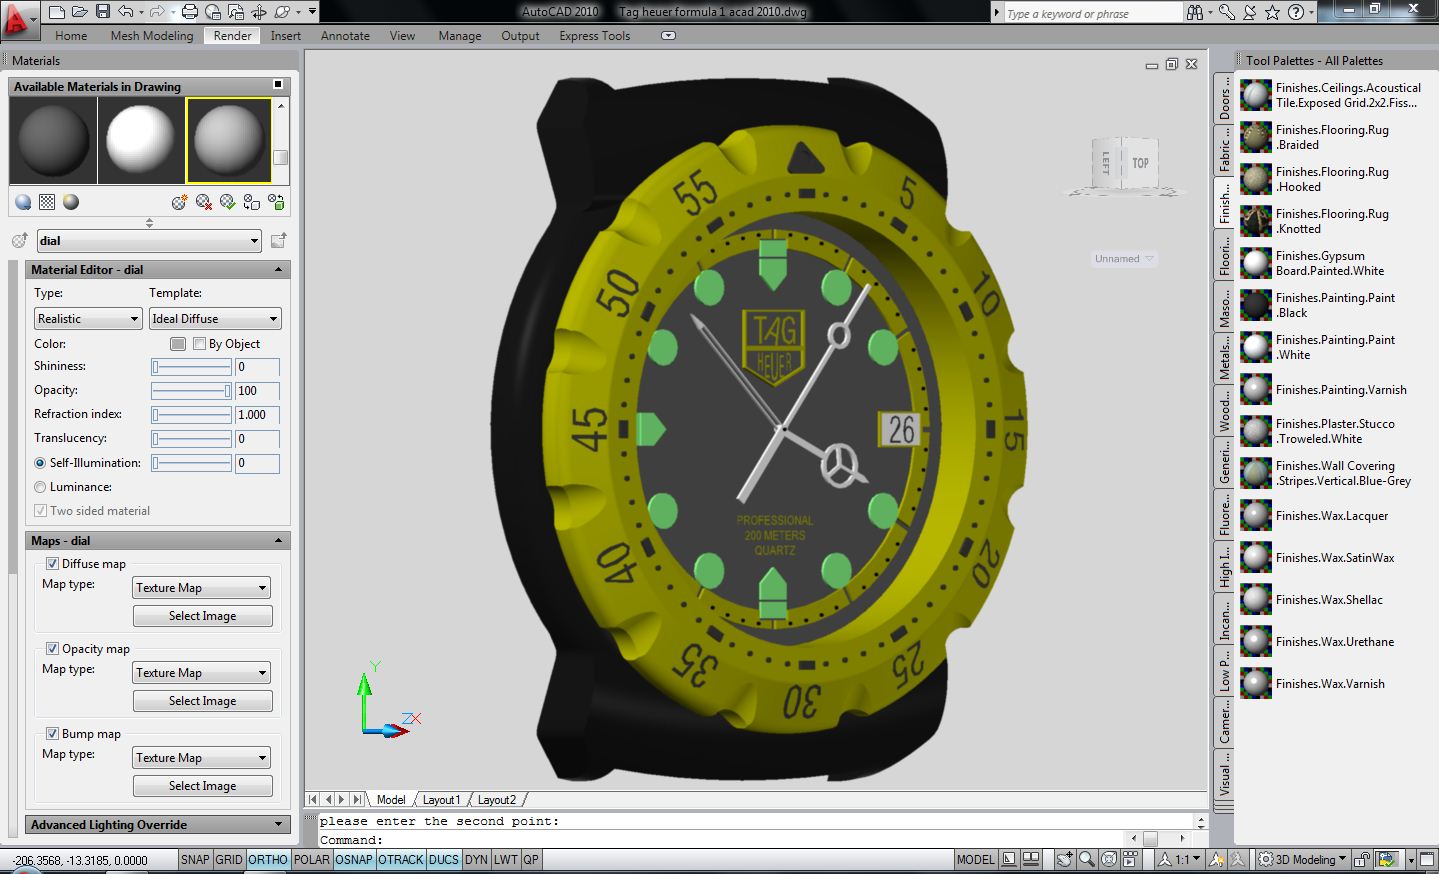 AutoCAD 2010 Tag heuer formula 1 acad 2010.dwg
Type a keyword or phrase
Home Mesh Modeling Render Insert Annotate View Manage Output Express Tools
Materials
Available Materials in Drawing
dial
Material Editor - dial
Type: Template:
Realistic Ideal Diffuse
Color: By Object
Shininess: 0
Opacity: 100
Refraction index: 1.000
Translucency: 0
Self-Illumination: 0
Luminance:
Two sided material
Maps - dial
Diffuse map
Map type: Texture Map
Select Image
Opacity map
Map type: Texture Map
Select Image
Bump map
Map type: Texture Map
Select Image
Advanced Lighting Override
5
10
15
20
25
30
35
40
45
50
55
TAG
HEUER
26
PROFESSIONAL
200 METERS
QUARTZ
LEFT TOP
Unnamed
Y
Z X
Model Layout1 Layout2
please enter the second point:
Command:
Tool Palettes - All Palettes
Doors ...
Fabric ...
Finish...
Floori...
Maso...
Metals...
Wood...
Generi...
Fluore...
High I...
Incan...
Low P...
Camer...
Visual ...
Finishes.Ceilings.Acoustical
Tile.Exposed Grid.2x2.Fiss...
Finishes.Flooring.Rug
.Braided
Finishes.Flooring.Rug
.Hooked
Finishes.Flooring.Rug
.Knotted
Finishes.Gypsum
Board.Painted.White
Finishes.Painting.Paint
.Black
Finishes.Painting.Paint
.White
Finishes.Painting.Varnish
Finishes.Plaster.Stucco
.Troweled.White
Finishes.Wall Covering
.Stripes.Vertical.Blue-Grey
Finishes.Wax.Lacquer
Finishes.Wax.SatinWax
Finishes.Wax.Shellac
Finishes.Wax.Urethane
Finishes.Wax.Varnish
-206.3568, -13.3185, 0.0000 SNAP GRID ORTHO POLAR OSNAP OTRACK DUCS DYN LWT QP MODEL 1:1 3D Modeling